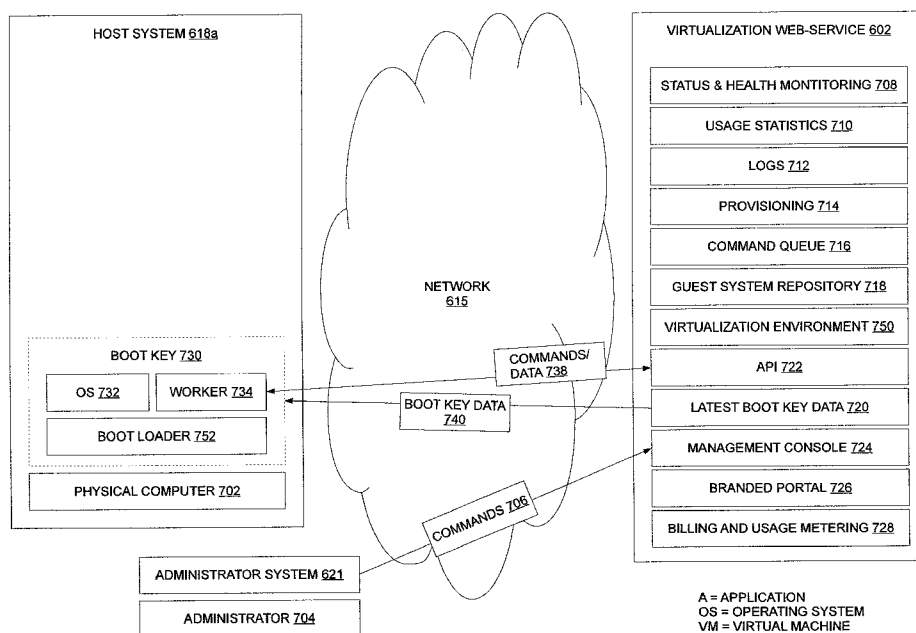 HOST SYSTEM 618a
BOOT KEY 730
OS 732
WORKER 734
BOOT LOADER 752
PHYSICAL COMPUTER 702
ADMINISTRATOR SYSTEM 621
ADMINISTRATOR 704
NETWORK
615
COMMANDS/
DATA 738
BOOT KEY DATA
740
COMMANDS 706
VIRTUALIZATION WEB-SERVICE 602
STATUS & HEALTH MONTITORING 708
USAGE STATISTICS 710
LOGS 712
PROVISIONING 714
COMMAND QUEUE 716
GUEST SYSTEM REPOSITORY 718
VIRTUALIZATION ENVIRONMENT 750
API 722
LATEST BOOT KEY DATA 720
MANAGEMENT CONSOLE 724
BRANDED PORTAL 726
BILLING AND USAGE METERING 728
A = APPLICATION
OS = OPERATING SYSTEM
VM = VIRTUAL MACHINE